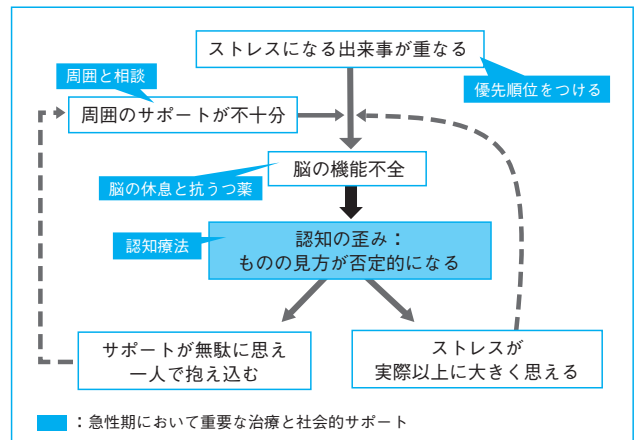 ストレスになる出来事が重なる
周囲と相談
優先順位をつける
周囲のサポートが不十分
脳の機能不全
脳の休息と抗うつ薬
認知の歪み：
ものの見方が否定的になる
認知療法
サポートが無駄に思え
一人で抱え込む
ストレスが
実際以上に大きく思える
：急性期において重要な治療と社会的サポート